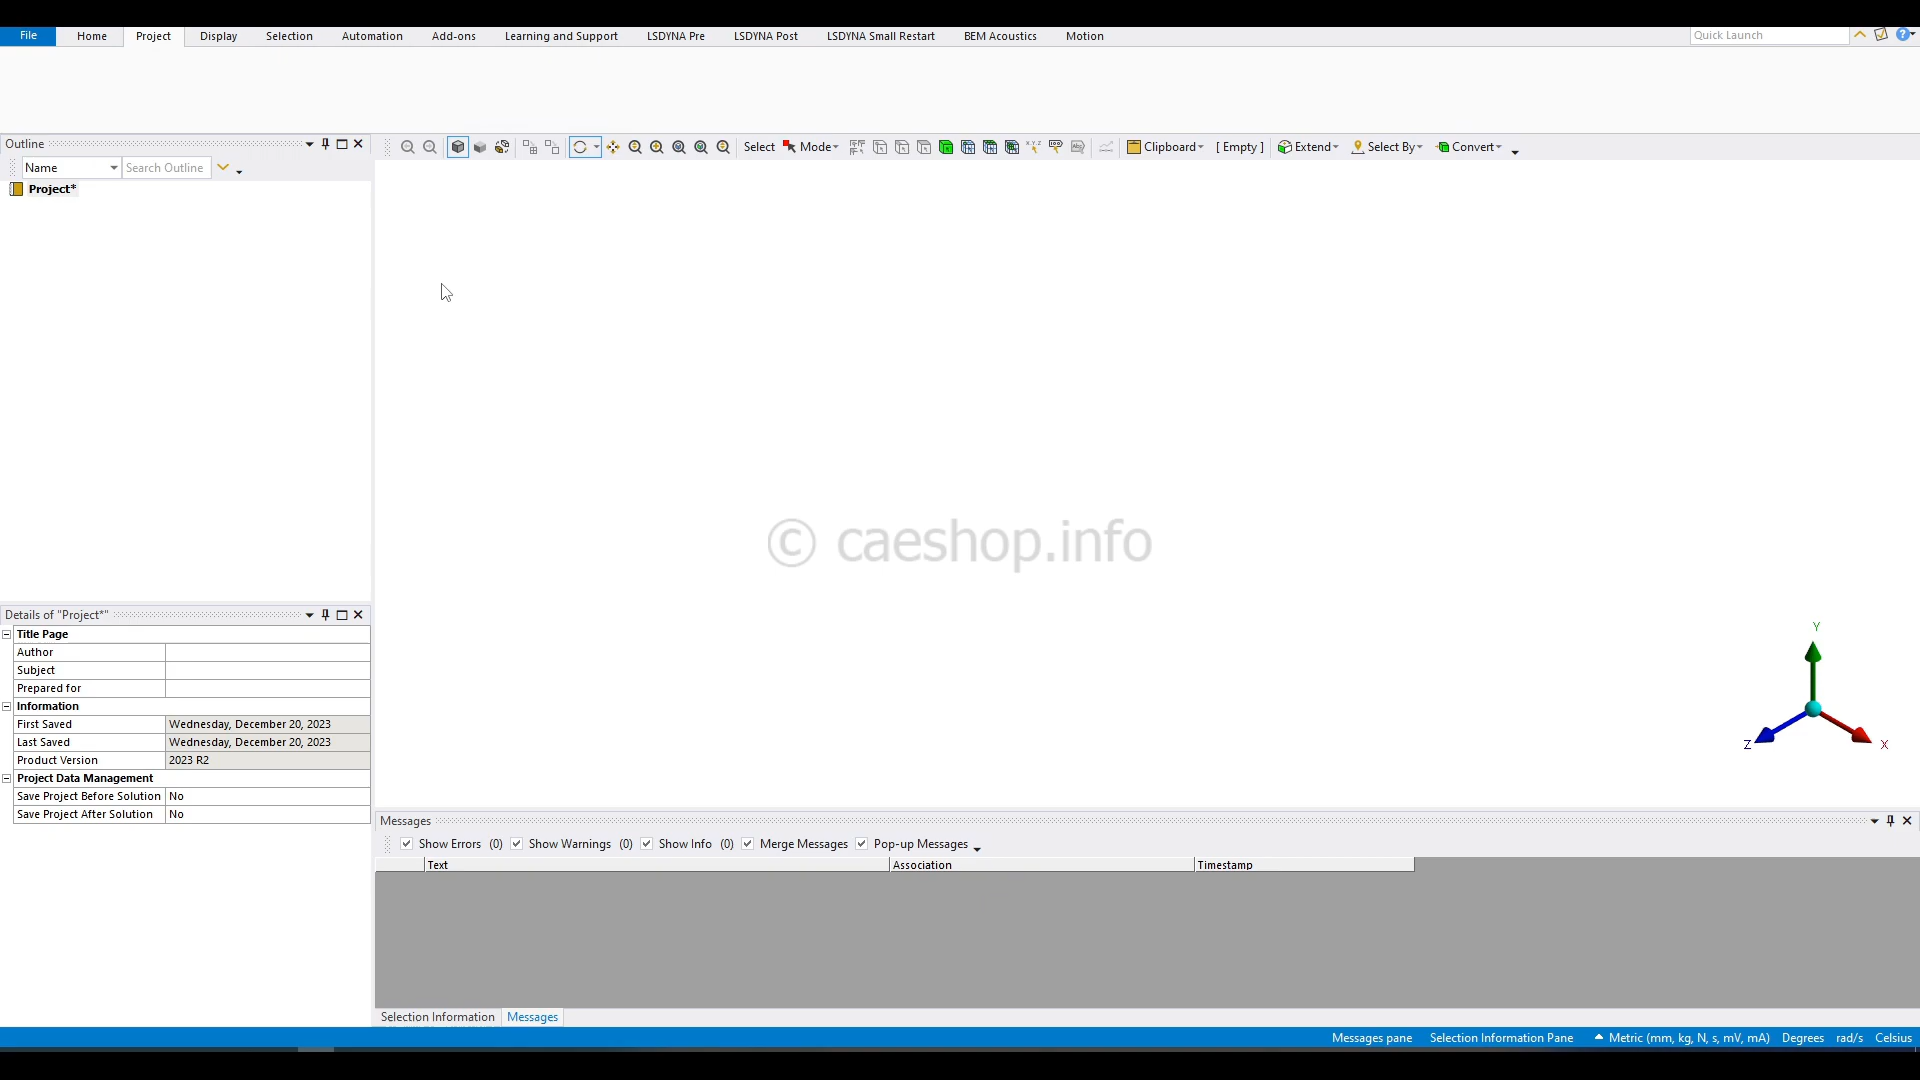 File Home Project Display Selection Automation Add-ons Learning and Support LSDYNA Pre LSDYNA Post LSDYNA Small Restart BEM Acoustics Motion Quick Launch
Outline
Select Mode Clipboard [ Empty ] Extend Select By Convert
Name Search Outline
Project*
© caeshop.info
Y
Z X
Details of "Project*"
Title Page
Author
Subject
Prepared for
Information
First Saved Wednesday, December 20, 2023
Last Saved Wednesday, December 20, 2023
Product Version 2023 R2
Project Data Management
Save Project Before Solution No
Save Project After Solution No
Messages
Show Errors (0) Show Warnings (0) Show Info (0) Merge Messages Pop-up Messages
Text Association Timestamp
Selection Information Messages
Messages pane Selection Information Pane Metric (mm, kg, N, s, mV, mA) Degrees rad/s Celsius